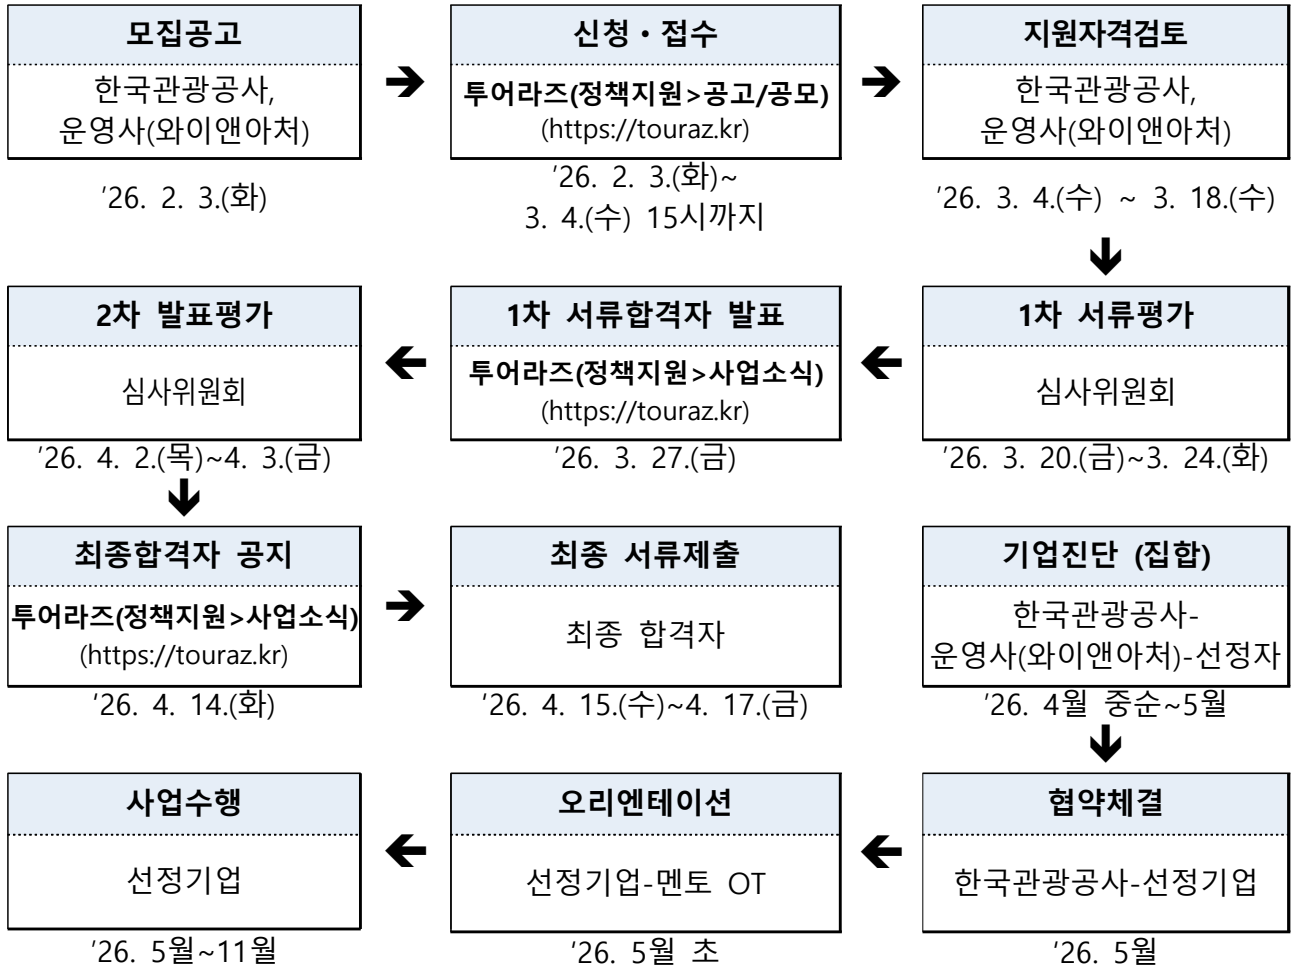 모집공고
한국관광공사,
운영사(와이앤아처)
'26. 2. 3.(화)
신청・접수
투어라즈(정책지원>공고/공모)
(https://touraz.kr)
'26. 2. 3.(화)~
3. 4.(수) 15시까지
지원자격검토
한국관광공사,
운영사(와이앤아처)
'26. 3. 4.(수) ~ 3. 18.(수)
1차 서류평가
심사위원회
'26. 3. 20.(금)~3. 24.(화)
1차 서류합격자 발표
투어라즈(정책지원>사업소식)
(https://touraz.kr)
'26. 3. 27.(금)
2차 발표평가
심사위원회
'26. 4. 2.(목)~4. 3.(금)
최종합격자 공지
투어라즈(정책지원>사업소식)
(https://touraz.kr)
'26. 4. 14.(화)
최종 서류제출
최종 합격자
'26. 4. 15.(수)~4. 17.(금)
기업진단 (집합)
한국관광공사-
운영사(와이앤아처)-선정자
'26. 4월 중순~5월
협약체결
한국관광공사-선정기업
'26. 5월
오리엔테이션
선정기업-멘토 OT
'26. 5월 초
사업수행
선정기업
'26. 5월~11월